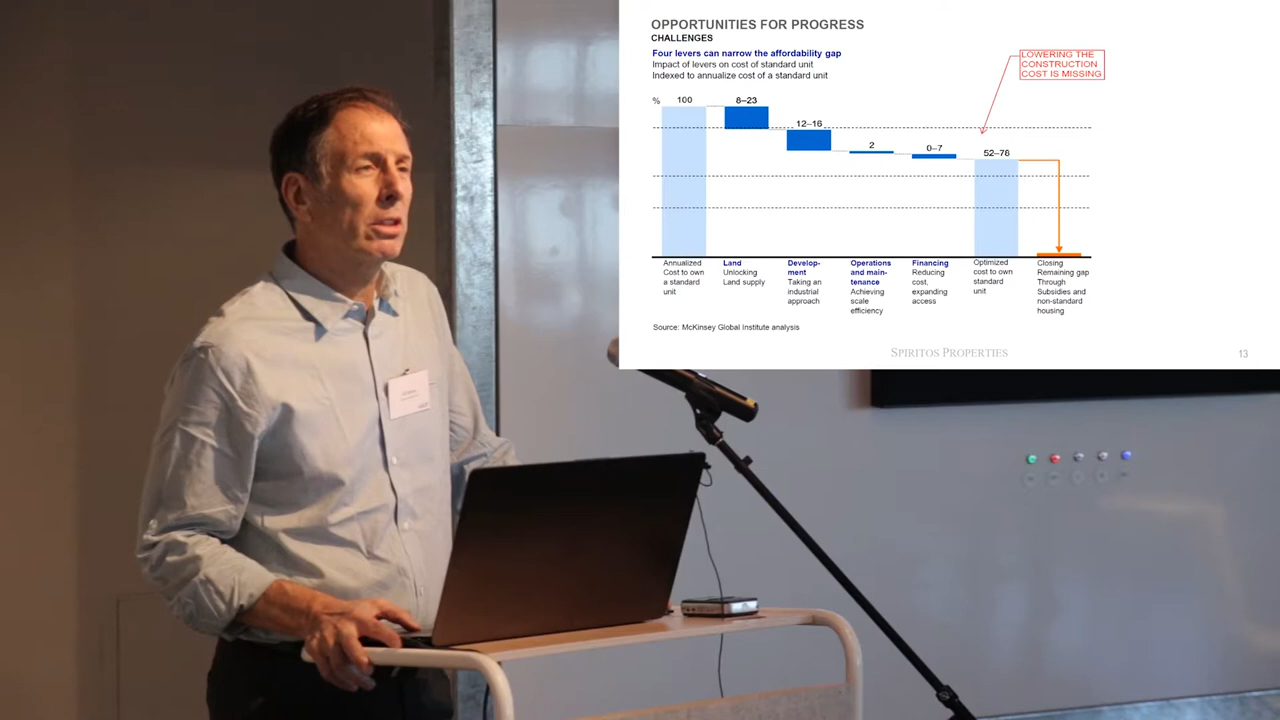 OPPORTUNITIES FOR PROGRESS
CHALLENGES
Four levers can narrow the affordability gap
Impact of levers on cost of standard unit
Indexed to annualize cost of a standard unit
LOWERING THE
CONSTRUCTION
COST IS MISSING
%
100
8–23
12–16
2
0–7
52–78
Annualized
Cost to own
a standard
unit
Land
Unlocking
Land supply
Develop-
ment
Taking an
industrial
approach
Operations
and main-
tenance
Achieving
scale
efficiency
Financing
Reducing
cost,
expanding
access
Optimized
cost to own
standard
unit
Closing
Remaining gap
Through
Subsidies and
non-standard
housing
Source: McKinsey Global Institute analysis
SPIRITOS PROPERTIES
13